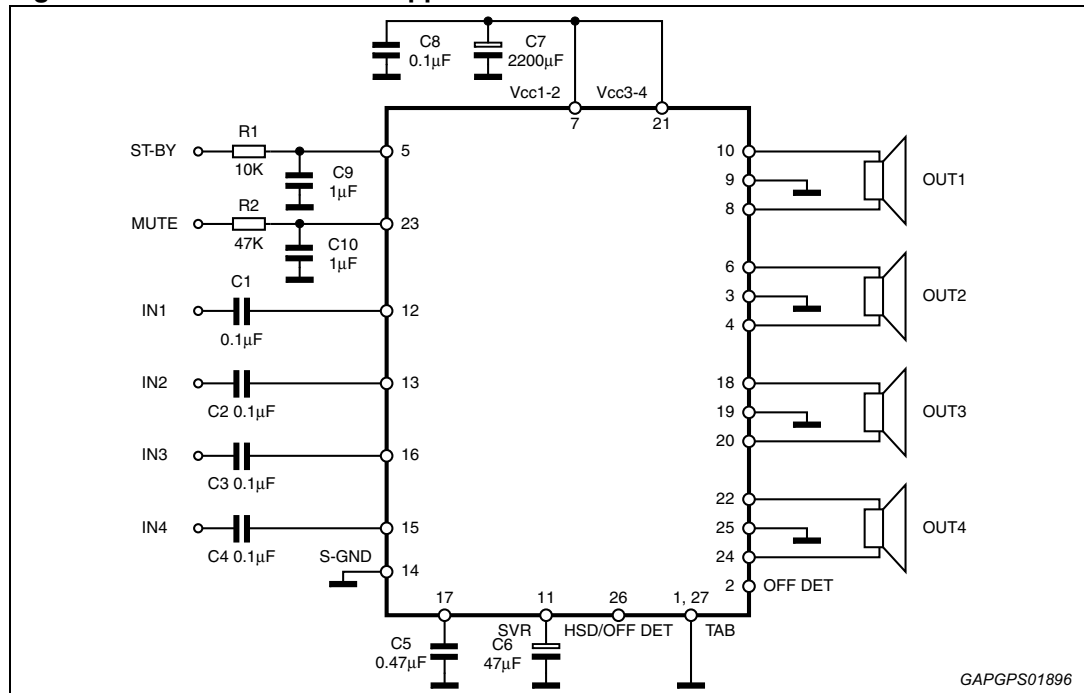 C8
0.1µF
C7
2200µF
Vcc1-2
Vcc3-4
7
21
ST-BY
R1
10K
5
C9
1µF
MUTE
R2
47K
23
C10
1µF
IN1
C1
0.1µF
12
IN2
C2 0.1µF
13
IN3
C3 0.1µF
16
IN4
C4 0.1µF
15
S-GND
14
10
9
8
OUT1
6
3
4
OUT2
18
19
20
OUT3
22
25
24
OUT4
2
OFF DET
17
11
26
1, 27
SVR
HSD/OFF DET
TAB
C5
0.47µF
C6
47µF
GAPGPS01896